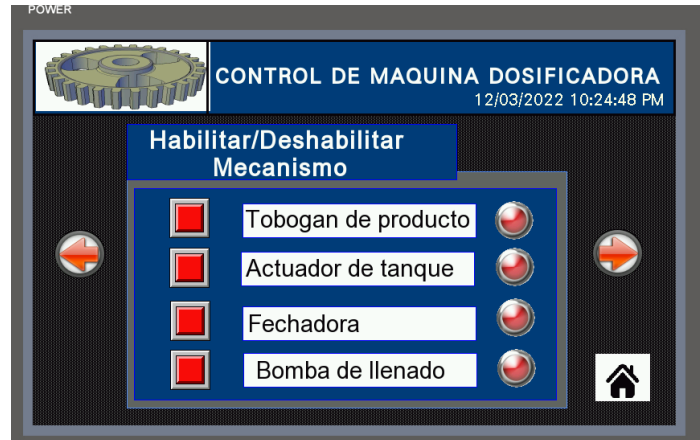 POWER
CONTROL DE MAQUINA DOSIFICADORA
12/03/2022 10:24:48 PM
Habilitar/Deshabilitar
Mecanismo
Tobogan de producto
Actuador de tanque
Fechadora
Bomba de llenado